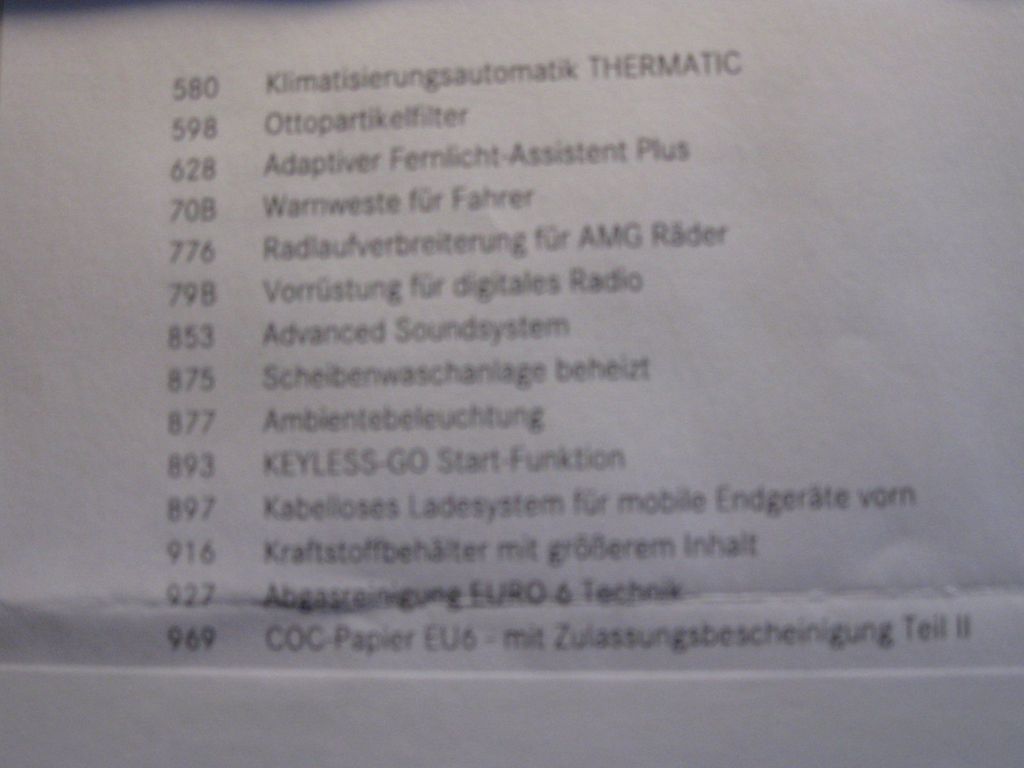 580 Klimatisierungsautomatik THERMATIC
598 Ottopartikelfilter
628 Adaptiver Fernlicht-Assistent Plus
70B Warnweste für Fahrer
776 Radlaufverbreiterung für AMG Räder
79B Vorrüstung für digitales Radio
853 Advanced Soundsystem
875 Scheibenwaschanlage beheizt
877 Ambientebeleuchtung
893 KEYLESS-GO Start-Funktion
897 Kabelloses Ladesystem für mobile Endgeräte vorn
916 Kraftstoffbehälter mit größerem Inhalt
927 Abgasreinigung EURO 6 Technik
969 COC-Papier EU6 - mit Zulassungsbescheinigung Teil II